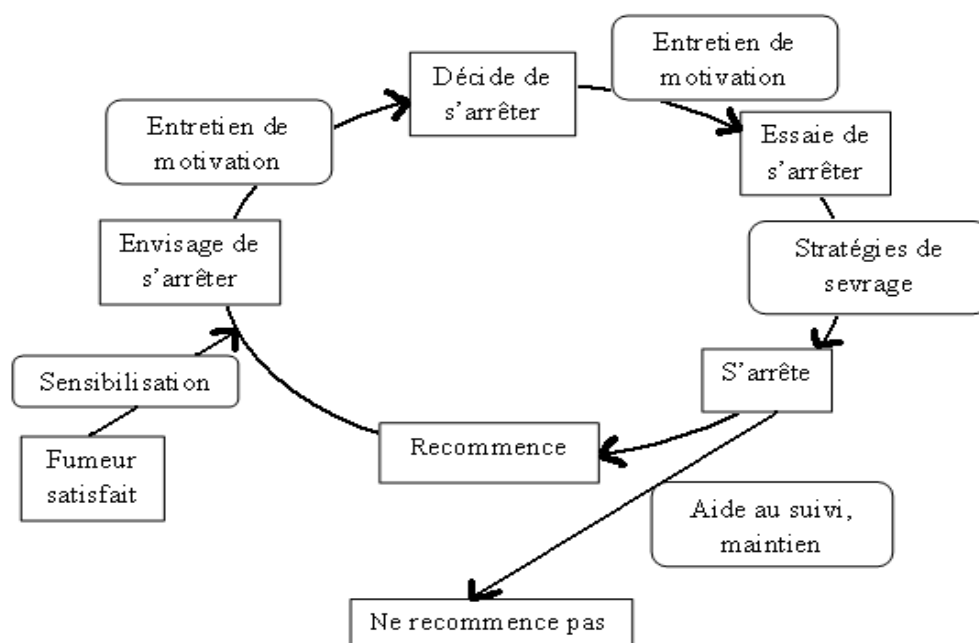 Entretien de
motivation
Décide de
s'arrêter
Entretien de
motivation
Essaie de
s'arrêter
Envisage de
s'arrêter
Stratégies de
sevrage
Sensibilisation
S'arrête
Fumeur
satisfait
Recommence
Aide au suivi,
maintien
Ne recommence pas